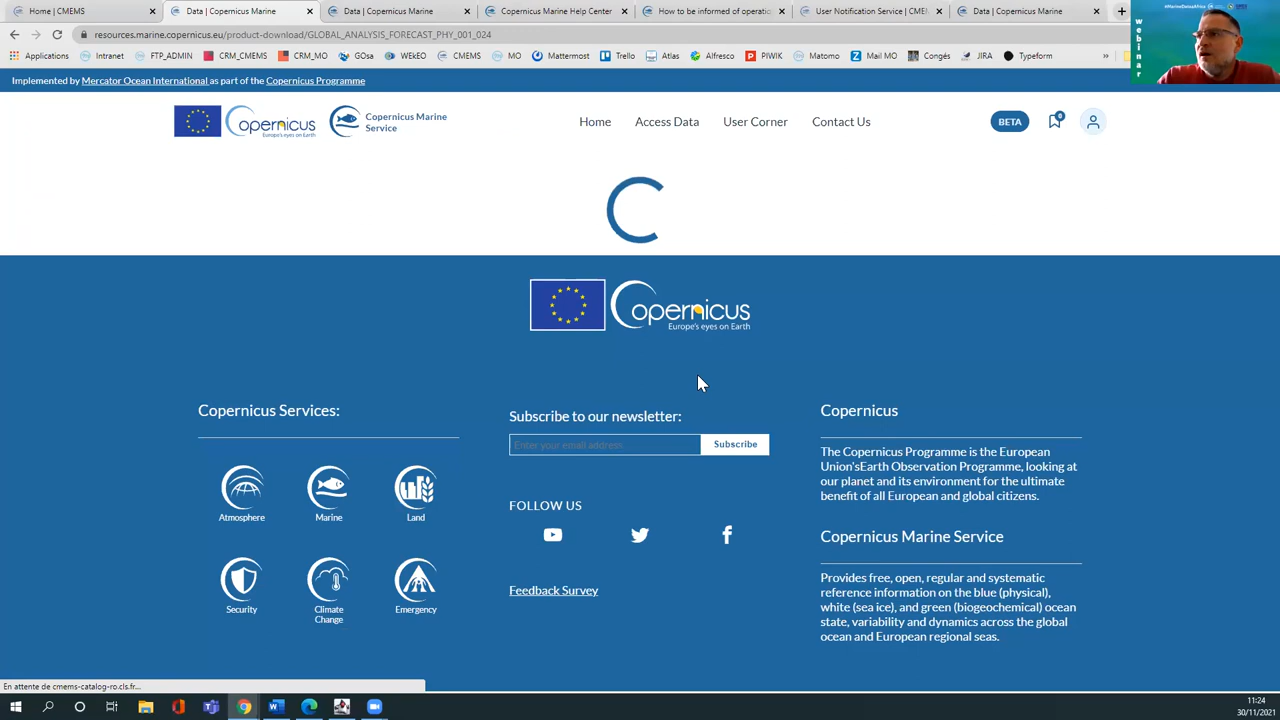 Home | CMEMS
Data | Copernicus Marine
Data | Copernicus Marine
Copernicus Marine Help Center
How to be informed of operatio
User Notification Service | CME
Data | Copernicus Marine
resources.marine.copernicus.eu/product-download/GLOBAL_ANALYSIS_FORECAST_PHY_001_024
Applications
Intranet
FTP_ADMIN
CRM_CMEMS
CRM_MO
GOsa
WEkEO
CMEMS
MO
Mattermost
Trello
Atlas
Alfresco
PIWIK
Matomo
Mail MO
Congés
JIRA
Typeform
webinar
Implemented by Mercator Ocean International as part of the Copernicus Programme
opernicus
Europe's eyes on Earth
Copernicus Marine
Service
Home
Access Data
User Corner
Contact Us
BETA
opernicus
Europe's eyes on Earth
Copernicus Services:
Atmosphere
Marine
Land
Security
Climate
Change
Emergency
Subscribe to our newsletter:
Enter your email address
Subscribe
FOLLOW US
Feedback Survey
Copernicus
The Copernicus Programme is the European
Union'sEarth Observation Programme, looking at
our planet and its environment for the ultimate
benefit of all European and global citizens.
Copernicus Marine Service
Provides free, open, regular and systematic
reference information on the blue (physical),
white (sea ice), and green (biogeochemical) ocean
state, variability and dynamics across the global
ocean and European regional seas.
En attente de cmems-catalog-ro.cls.fr...
11:24
30/11/2021